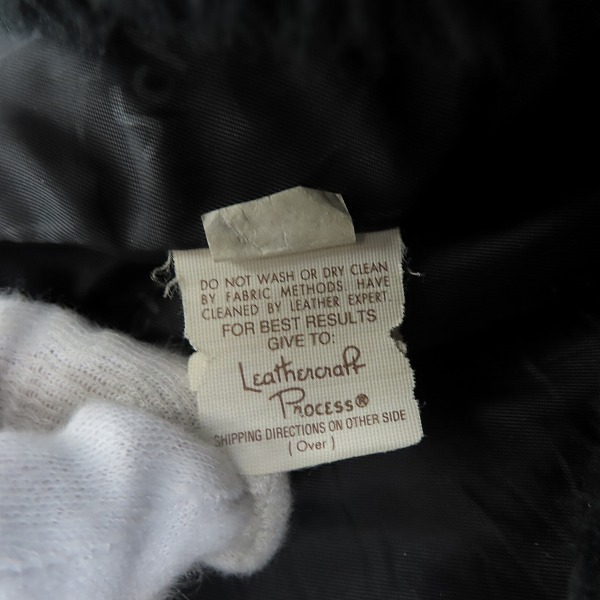 DO NOT WASH OR DRY CLEAN
BY FABRIC METHODS. HAVE
CLEANED BY LEATHER EXPERT.
FOR BEST RESULTS
GIVE TO:
Leathercraft
Process®
SHIPPING DIRECTIONS ON OTHER SIDE
(Over)